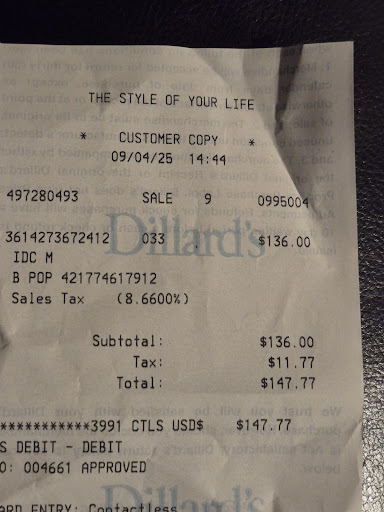 THE STYLE OF YOUR LIFE
* CUSTOMER COPY *
09/04/25 14:44
497280493 SALE 9 0995004
Dillard's
3614273672412 033 $136.00
IDC M
B POP 421774617912
Sales Tax (8.6600%)
Subtotal: $136.00
Tax: $11.77
Total: $147.77
***********3991 CTLS USD$ $147.77
S DEBIT - DEBIT
O: 004661 APPROVED
Dillard's
ARD ENTRY: Contactless